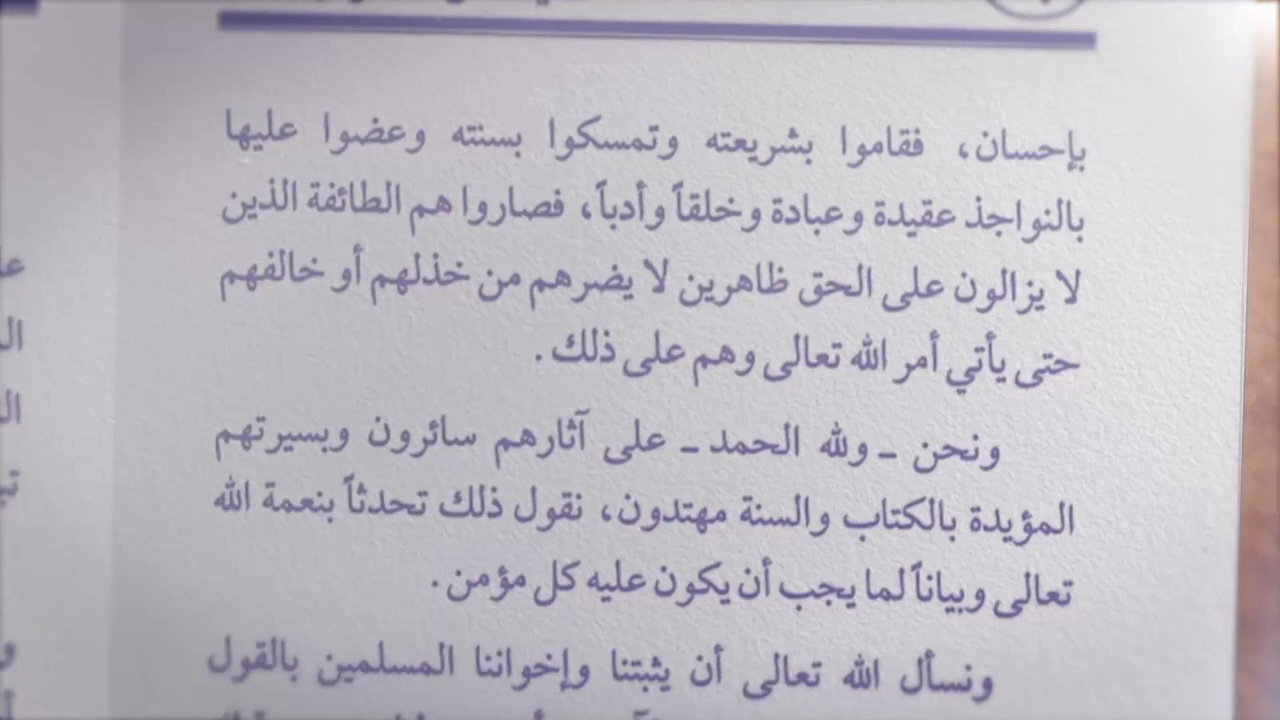 بإحسان، فقاموا بشريعته وتمسكوا بسنته وعضوا عليها
بالنواجذ عقيدة وعبادة وخلقاً وأدباً، فصاروا هم الطائفة الذين
لا يزالون على الحق ظاهرين لا يضرهم من خذلهم أو خالفهم
حتى يأتي أمر الله تعالى وهم على ذلك.
ونحن ـ ولله الحمد ـ على آثارهم سائرون وبسيرتهم
المؤيدة بالكتاب والسنة مهتدون، نقول ذلك تحدثاً بنعمة الله
تعالى وبياناً لما يجب أن يكون عليه كل مؤمن.
ونسأل الله تعالى أن يثبتنا وإخواننا المسلمين بالقول